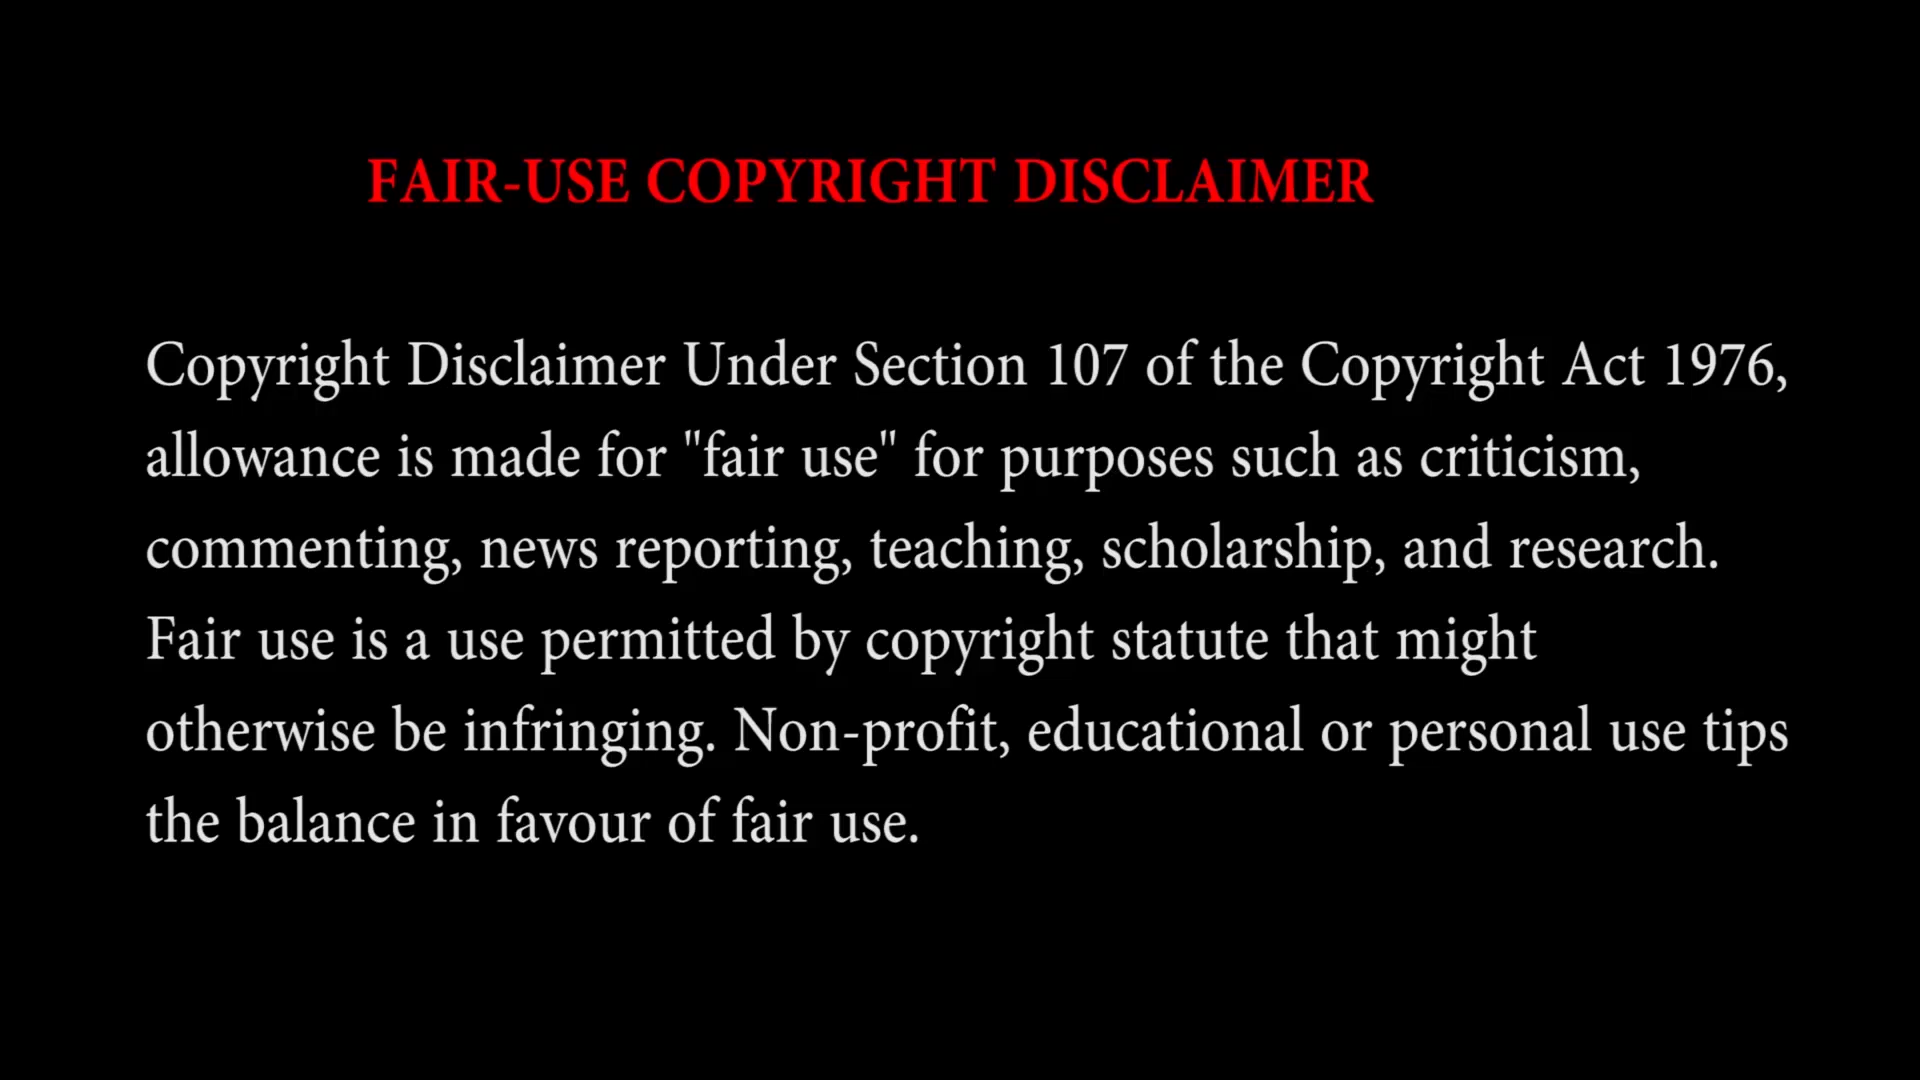 FAIR-USE COPYRIGHT DISCLAIMER
Copyright Disclaimer Under Section 107 of the Copyright Act 1976,
allowance is made for "fair use" for purposes such as criticism,
commenting, news reporting, teaching, scholarship, and research.
Fair use is a use permitted by copyright statute that might
otherwise be infringing. Non-profit, educational or personal use tips
the balance in favour of fair use.